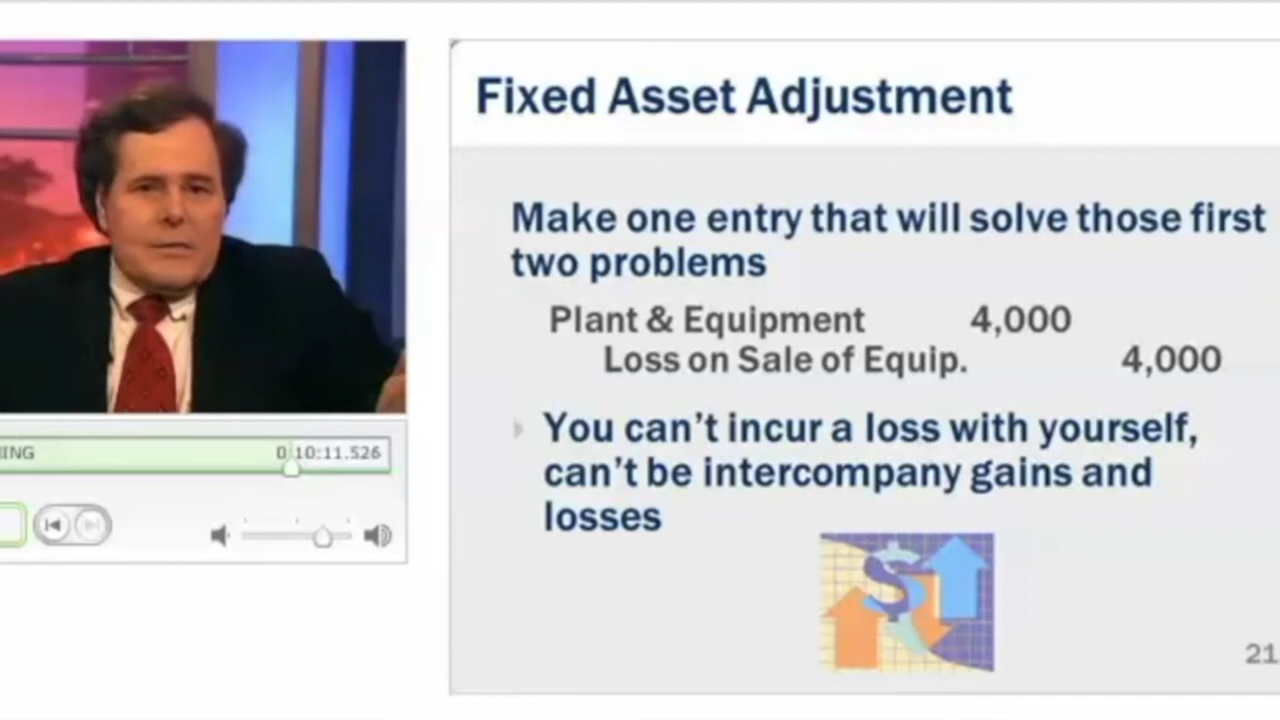 Fixed Asset Adjustment
Make one entry that will solve those first
two problems
Plant & Equipment 4,000
Loss on Sale of Equip. 4,000
You can't incur a loss with yourself,
can't be intercompany gains and
losses
21
ING 0:10:11.526